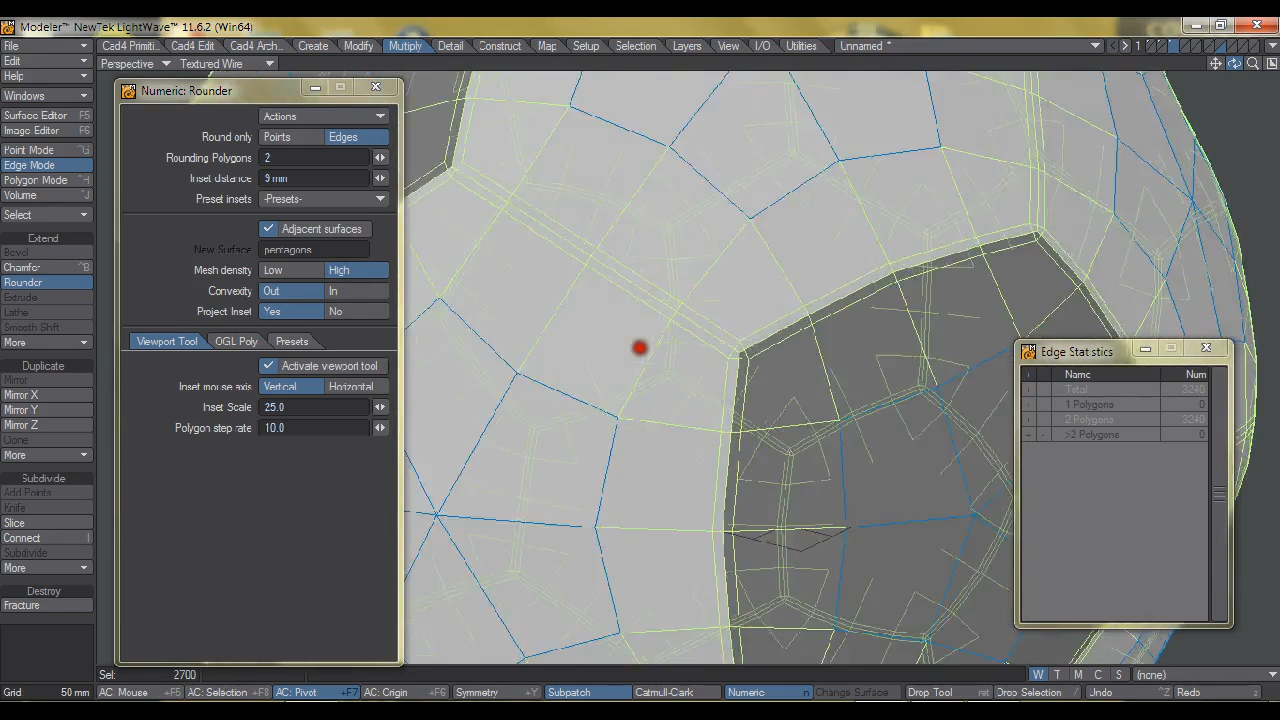 Modeler™ NewTek LightWave™ 11.6.2 (Win64)
File
Cad4 Primiti... Cad4 Edit Cad4 Arch... Create Modify Multiply Detail Construct Map Setup Selection Layers View I/O Utilities Unnamed * 1
Edit
Perspective Textured Wire
Help
Windows
Surface Editor F5
Image Editor F6
Point Mode ^G
Edge Mode
Polygon Mode ^H
Volume
Select
Extend
Bevel
Chamfor ^B
Rounder
Extrude
Lathe
Smooth Shift
More
Duplicate
Mirror
Mirror X
Mirror Y
Mirror Z
Clone
More
Subdivide
Add Points
Knife
Slice
Connect l
Subdivide
More
Destroy
Fracture
Numeric: Rounder
Actions
Round only Points Edges
Rounding Polygons 2
Inset distance 9 mm
Preset insets -Presets-
Adjacent surfaces
New Surface pentagons
Mesh density Low High
Convexity Out In
Project Inset Yes No
Viewport Tool OGL Poly Presets
Activate viewport tool
Inset mouse axis Vertical Horizontal
Inset Scale 25.0
Polygon step rate 10.0
Edge Statistics
Name Num
Total 3240
1 Polygons 0
2 Polygons 3240
+ - >2 Polygons 0
Sel: 2700
W T M C S (none)
Grid 50 mm AC: Mouse +F5 AC: Selection +F8 AC: Pivot +F7 AC: Origin +F6 Symmetry +Y Subpatch Catmull-Clark Numeric n Change Surface Drop Tool ret Drop Selection / Undo ^Z Redo z